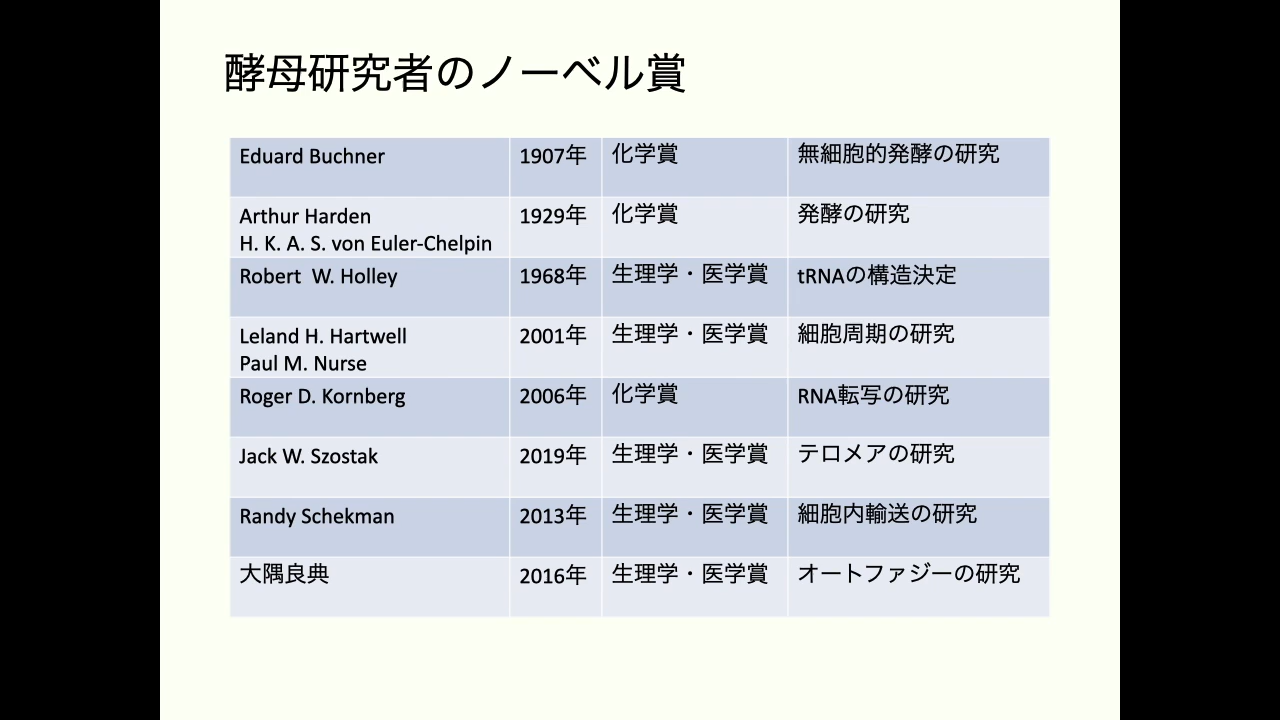 酵母研究者のノーベル賞
Eduard Buchner 1907年 化学賞 無細胞的発酵の研究
Arthur Harden 1929年 化学賞 発酵の研究
H. K. A. S. von Euler-Chelpin
Robert W. Holley 1968年 生理学・医学賞 tRNAの構造決定
Leland H. Hartwell 2001年 生理学・医学賞 細胞周期の研究
Paul M. Nurse
Roger D. Kornberg 2006年 化学賞 RNA転写の研究
Jack W. Szostak 2019年 生理学・医学賞 テロメアの研究
Randy Schekman 2013年 生理学・医学賞 細胞内輸送の研究
大隅良典 2016年 生理学・医学賞 オートファジーの研究